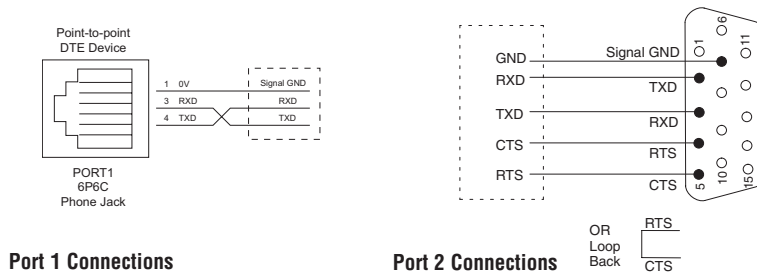 Point-to-point
DTE Device
1 0V Signal GND
3 RXD RXD
4 TXD TXD
PORT1
6P6C
Phone Jack
Port 1 Connections
GND Signal GND
RXD TXD
TXD RXD
CTS RTS
RTS CTS
1 6 11
5 10 15
OR
Loop
Back
RTS
CTS
Port 2 Connections